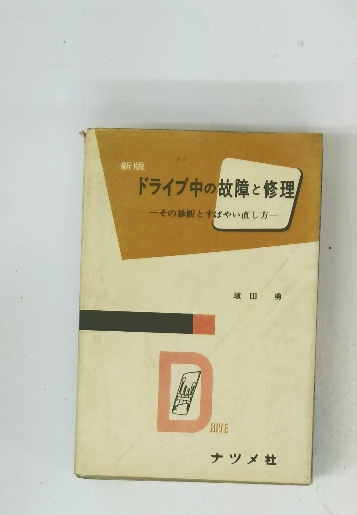 新版
ドライブ中の故障と修理
―その診断とすばやい直し方―
埴田 勇
DRIVE
ナツメ社